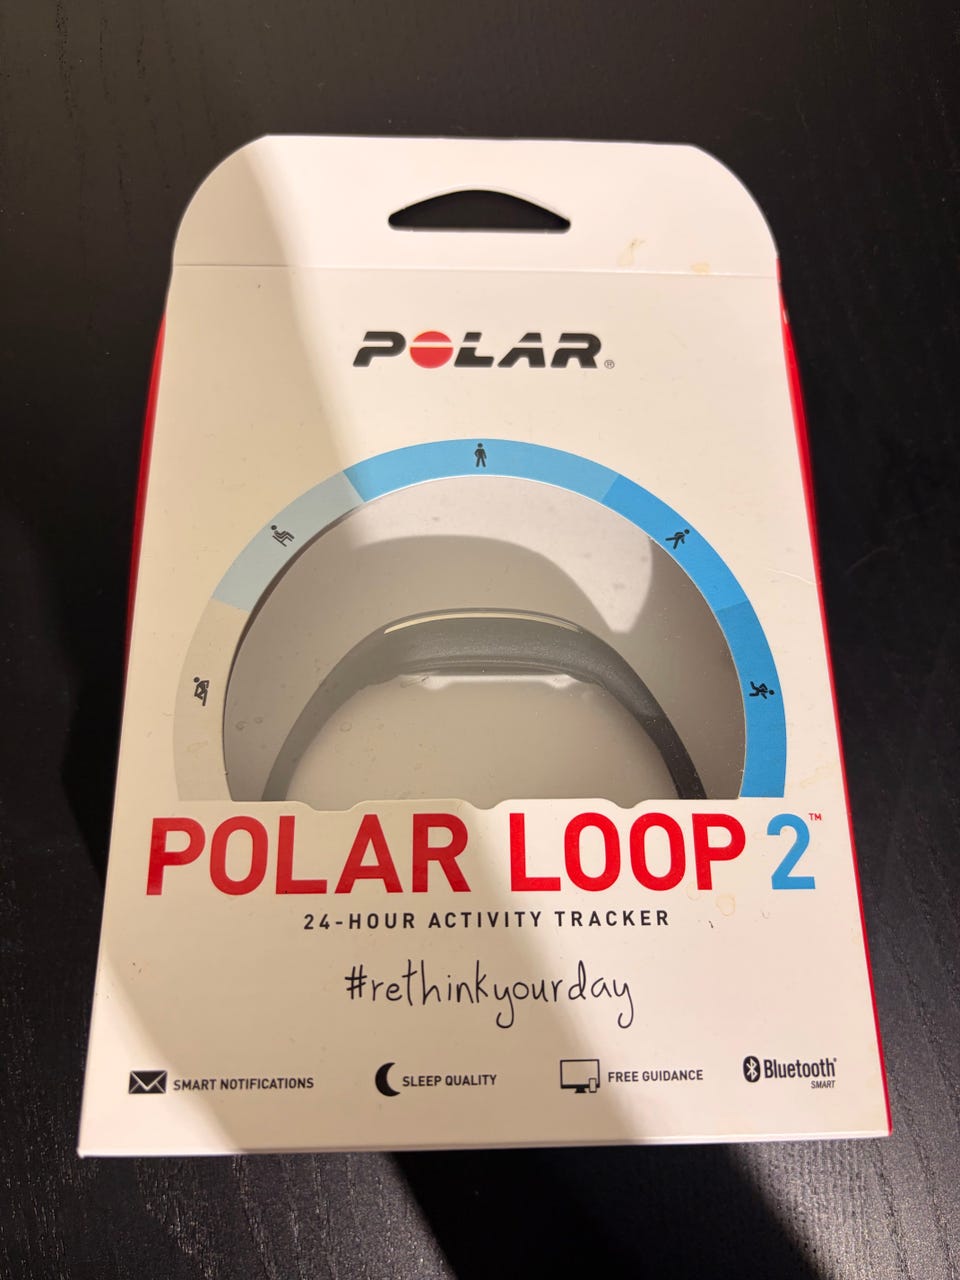 POLAR®
POLAR LOOP 2™
24-HOUR ACTIVITY TRACKER
#rethinkyourday
SMART NOTIFICATIONS
SLEEP QUALITY
FREE GUIDANCE
Bluetooth®
SMART